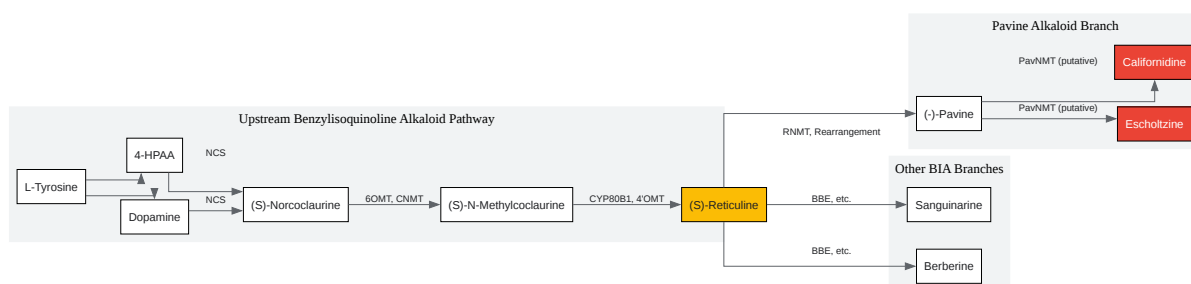 Pavine Alkaloid Branch
PavNMT (putative)
Californidine
PavNMT (putative)
(-)-Pavine
Escholtzine
RNMT, Rearrangement
Upstream Benzylisoquinoline Alkaloid Pathway
4-HPAA
NCS
L-Tyrosine
NCS
Dopamine
(S)-Norcoclaurine
6OMT, CNMT
(S)-N-Methylcoclaurine
CYP80B1, 4'OMT
(S)-Reticuline
BBE, etc.
Other BIA Branches
Sanguinarine
BBE, etc.
Berberine